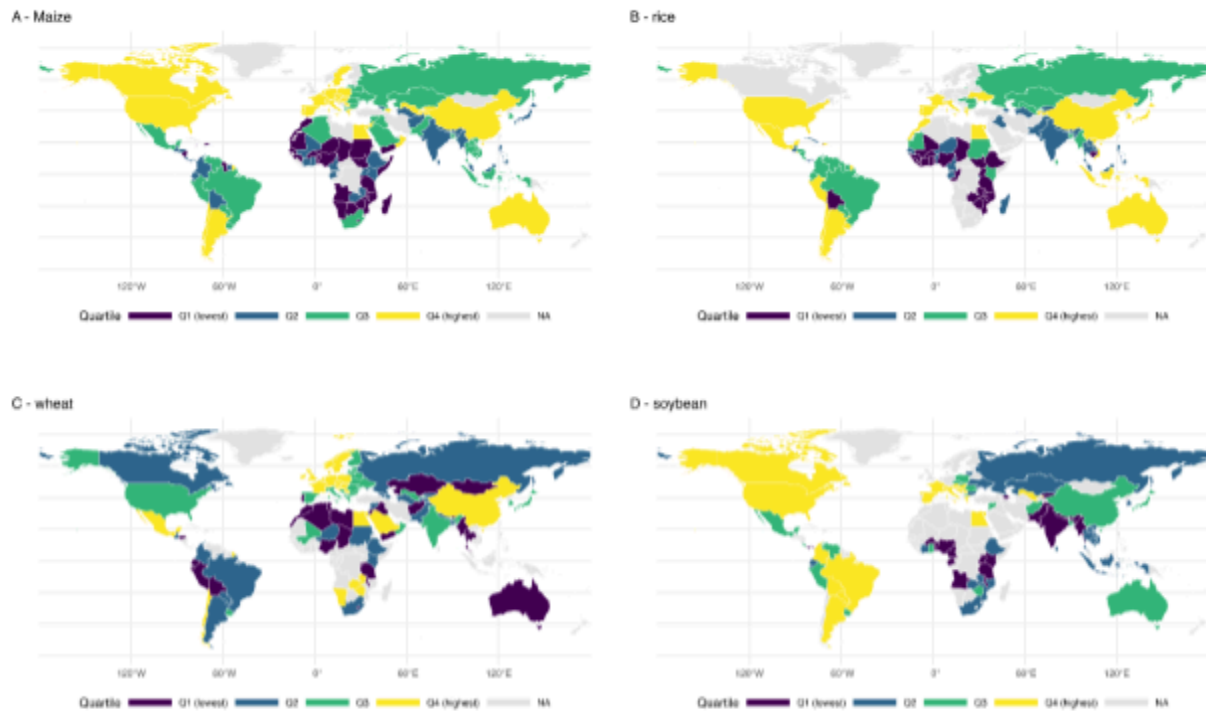 A - Maize
120°W 60°W 0° 60°E 120°E
Quartile Q1 (lowest) Q2 Q3 Q4 (highest) NA
B - rice
120°W 60°W 0° 60°E 120°E
Quartile Q1 (lowest) Q2 Q3 Q4 (highest) NA
C - wheat
120°W 60°W 0° 60°E 120°E
Quartile Q1 (lowest) Q2 Q3 Q4 (highest) NA
D - soybean
120°W 60°W 0° 60°E 120°E
Quartile Q1 (lowest) Q2 Q3 Q4 (highest) NA